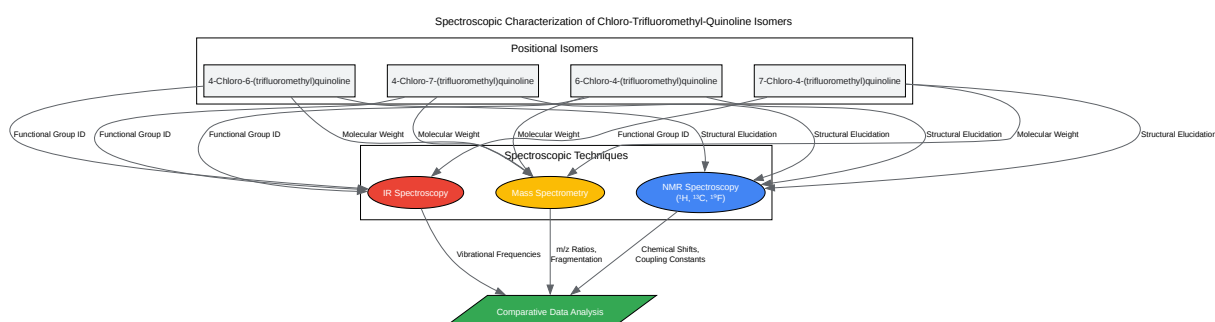 Spectroscopic Characterization of Chloro-Trifluoromethyl-Quinoline Isomers
Positional Isomers
4-Chloro-6-(trifluoromethyl)quinoline
4-Chloro-7-(trifluoromethyl)quinoline
6-Chloro-4-(trifluoromethyl)quinoline
7-Chloro-4-(trifluoromethyl)quinoline
Functional Group ID
Functional Group ID
Functional Group ID
Molecular Weight
Molecular Weight
Molecular Weight
Functional Group ID
Structural Elucidation
Structural Elucidation
Structural Elucidation
Molecular Weight
Structural Elucidation
Spectroscopic Techniques
IR Spectroscopy
Mass Spectrometry
NMR Spectroscopy
(¹H, ¹³C, ¹⁹F)
Vibrational Frequencies
m/z Ratios,
Fragmentation
Chemical Shifts,
Coupling Constants
Comparative Data Analysis